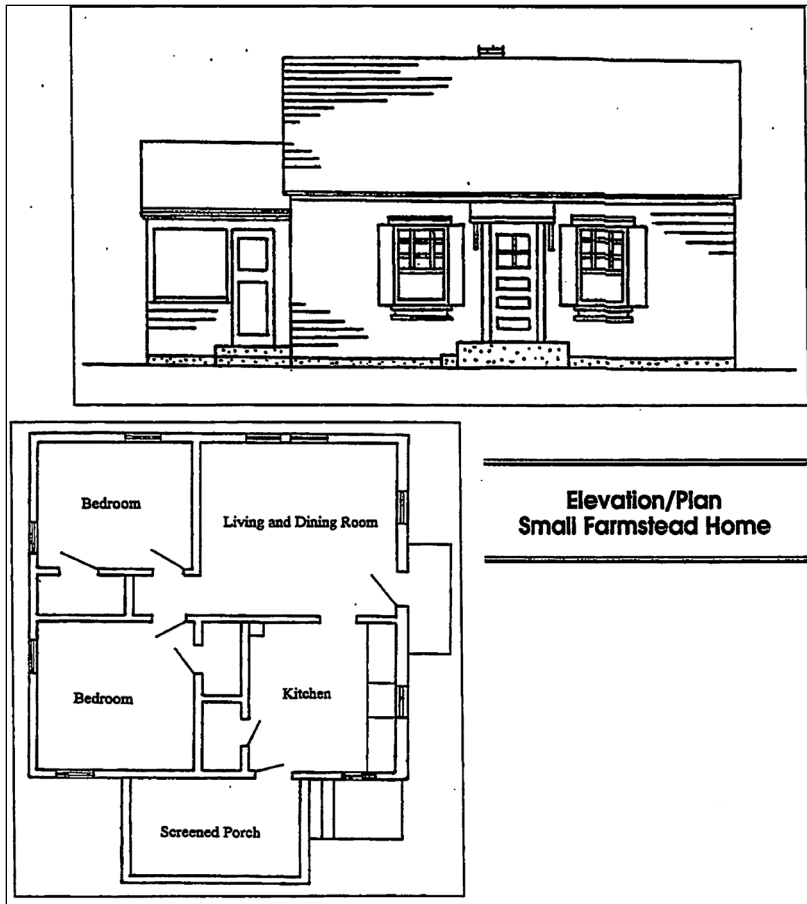 Elevation/Plan
Small Farmstead Home
Bedroom
Living and Dining Room
Bedroom
Kitchen
Screened Porch